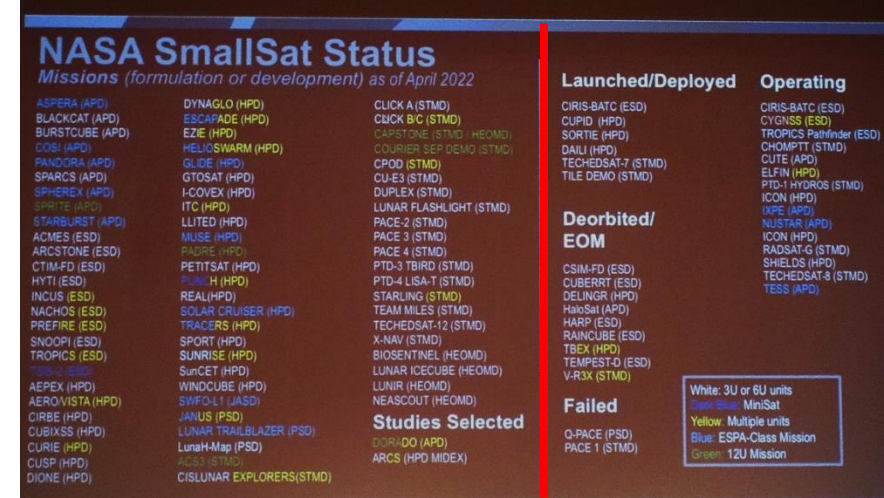 NASA SmallSat Status
Missions (formulation or development) as of April 2022
ASPERA (APD)
BLACKCAT (APD)
BURSTCUBE (APD)
COSI (APD)
PANDORA (APD)
SPARCS (APD)
SPHEREX (APD)
SPRITE (APD)
STARBURST (APD)
ACMES (ESD)
ARCSTONE (ESD)
CTIM-FD (ESD)
HYTI (ESD)
INCUS (ESD)
NACHOS (ESD)
PREFIRE (ESD)
SNOOPI (ESD)
TROPICS (ESD)
TSIS-2 (ESD)
AEPEX (HPD)
AERO/VISTA (HPD)
CIRBE (HPD)
CUBIXSS (HPD)
CURIE (HPD)
CUSP (HPD)
DIONE (HPD)
DYNAGLO (HPD)
ESCAPADE (HPD)
EZIE (HPD)
HELIOSWARM (HPD)
GLIDE (HPD)
GTOSAT (HPD)
I-COVEX (HPD)
ITC (HPD)
LLITED (HPD)
MUSE (HPD)
PADRE (HPD)
PETITSAT (HPD)
PUNCH (HPD)
REAL(HPD)
SOLAR CRUISER (HPD)
TRACERS (HPD)
SPORT (HPD)
SUNRISE (HPD)
SunCET (HPD)
WINDCUBE (HPD)
SWFO-L1 (JASD)
JANUS (PSD)
LUNAR TRAILBLAZER (PSD)
LunaH-Map (PSD)
ACS3 (STMD)
CISLUNAR EXPLORERS(STMD)
CLICK A (STMD)
CLICK B/C (STMD)
CAPSTONE (STMD / HEOMD)
COURIER SEP DEMO (STMD)
CPOD (STMD)
CU-E3 (STMD)
DUPLEX (STMD)
LUNAR FLASHLIGHT (STMD)
PACE-2 (STMD)
PACE 3 (STMD)
PACE 4 (STMD)
PTD-3 TBIRD (STMD)
PTD-4 LISA-T (STMD)
STARLING (STMD)
TEAM MILES (STMD)
TECHEDSAT-12 (STMD)
X-NAV (STMD)
BIOSENTINEL (HEOMD)
LUNAR ICECUBE (HEOMD)
LUNIR (HEOMD)
NEASCOUT (HEOMD)
Studies Selected
DORADO (APD)
ARCS (HPD MIDEX)
Launched/Deployed
CIRIS-BATC (ESD)
CUPID (HPD)
SORTIE (HPD)
DAILI (HPD)
TECHEDSAT-7 (STMD)
TILE DEMO (STMD)
Deorbited/
EOM
CSIM-FD (ESD)
CUBERRT (ESD)
DELINGR (HPD)
HaloSat (APD)
HARP (ESD)
RAINCUBE (ESD)
TBEX (HPD)
TEMPEST-D (ESD)
V-R3X (STMD)
Failed
Q-PACE (PSD)
PACE 1 (STMD)
Operating
CIRIS-BATC (ESD)
CYGNSS (ESD)
TROPICS Pathfinder (ESD)
CHOMPTT (STMD)
CUTE (APD)
ELFIN (HPD)
PTD-1 HYDROS (STMD)
ICON (HPD)
IXPE (APD)
NUSTAR (APD)
ICON (HPD)
RADSAT-G (STMD)
SHIELDS (HPD)
TECHEDSAT-8 (STMD)
TESS (APD)
White: 3U or 6U units
Dark Blue: MiniSat
Yellow: Multiple units
Blue: ESPA-Class Mission
Green: 12U Mission